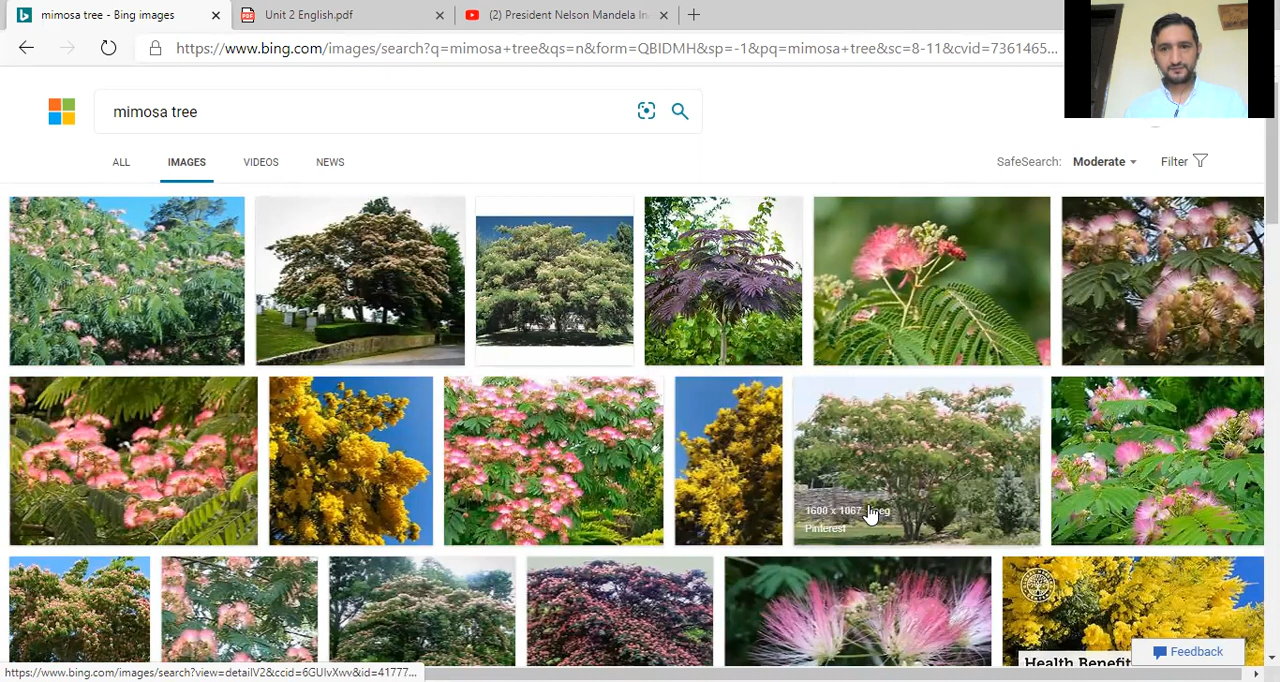 mimosa tree - Bing images
Unit 2 English.pdf
(2) President Nelson Mandela In
https://www.bing.com/images/search?q=mimosa+tree&qs=n&form=QBIDMH&sp=-1&pq=mimosa+tree&sc=8-11&cvid=7361465...
mimosa tree
ALL
IMAGES
VIDEOS
NEWS
SafeSearch:
Moderate
Filter
1600 x 1067 jpeg
Pinterest
Health Benefit
Feedback
https://www.bing.com/images/search?view=detailV2&ccid=6GUlvXwv&id=41777...